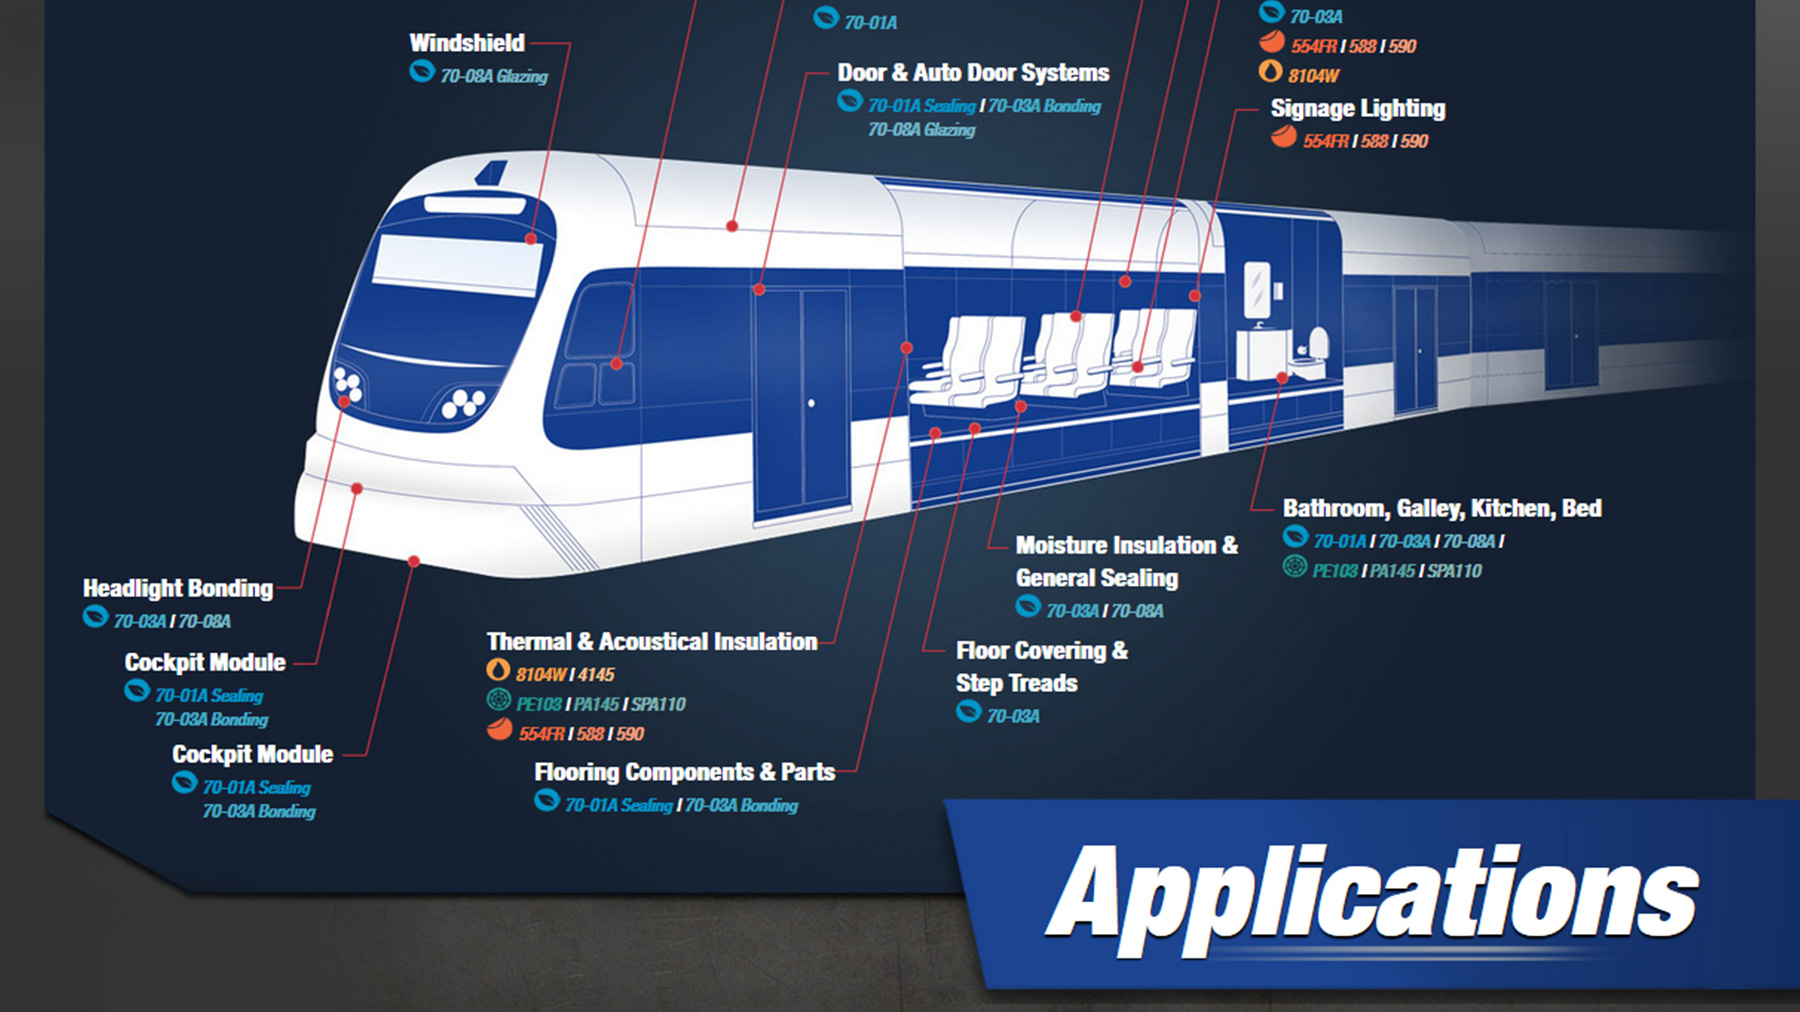 70-01A
70-03A
554FR | 588 | 590
8104W
Windshield
70-08A Glazing
Door & Auto Door Systems
70-01A Sealing | 70-03A Bonding
70-08A Glazing
Signage Lighting
554FR | 588 | 590
Headlight Bonding
70-03A | 70-08A
Cockpit Module
70-01A Sealing
70-03A Bonding
Cockpit Module
70-01A Sealing
70-03A Bonding
Thermal & Acoustical Insulation
8104W | 4145
PE103 | PA145 | SPA110
554FR | 588 | 590
Flooring Components & Parts
70-01A Sealing | 70-03A Bonding
Moisture Insulation &
General Sealing
70-03A | 70-08A
Floor Covering &
Step Treads
70-03A
Bathroom, Galley, Kitchen, Bed
70-01A | 70-03A | 70-08A |
PE103 | PA145 | SPA110
Applications